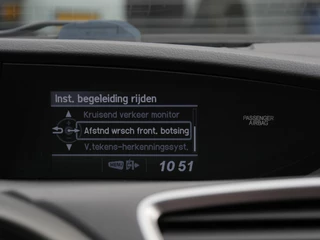 Inst. begeleiding rijden
Kruisend verkeer monitor
Afstnd wrsch front. botsing
V.tekens-herkenningssyst.
10 51
PASSENGER
AIRBAG